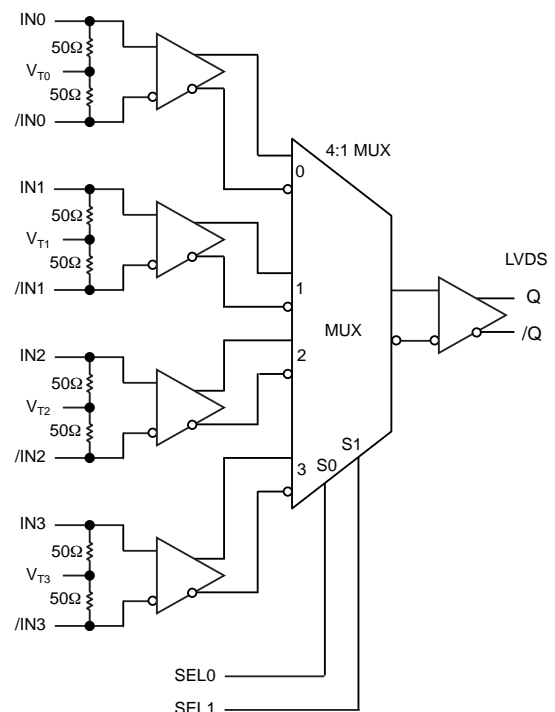 IN0
50Ω
VT0
50Ω
/IN0
4:1 MUX
0
IN1
50Ω
VT1
50Ω
/IN1
1
LVDS
Q
/Q
MUX
IN2
50Ω
VT2
50Ω
/IN2
2
S1
S0
3
IN3
50Ω
VT3
50Ω
/IN3
SEL0
SEL1